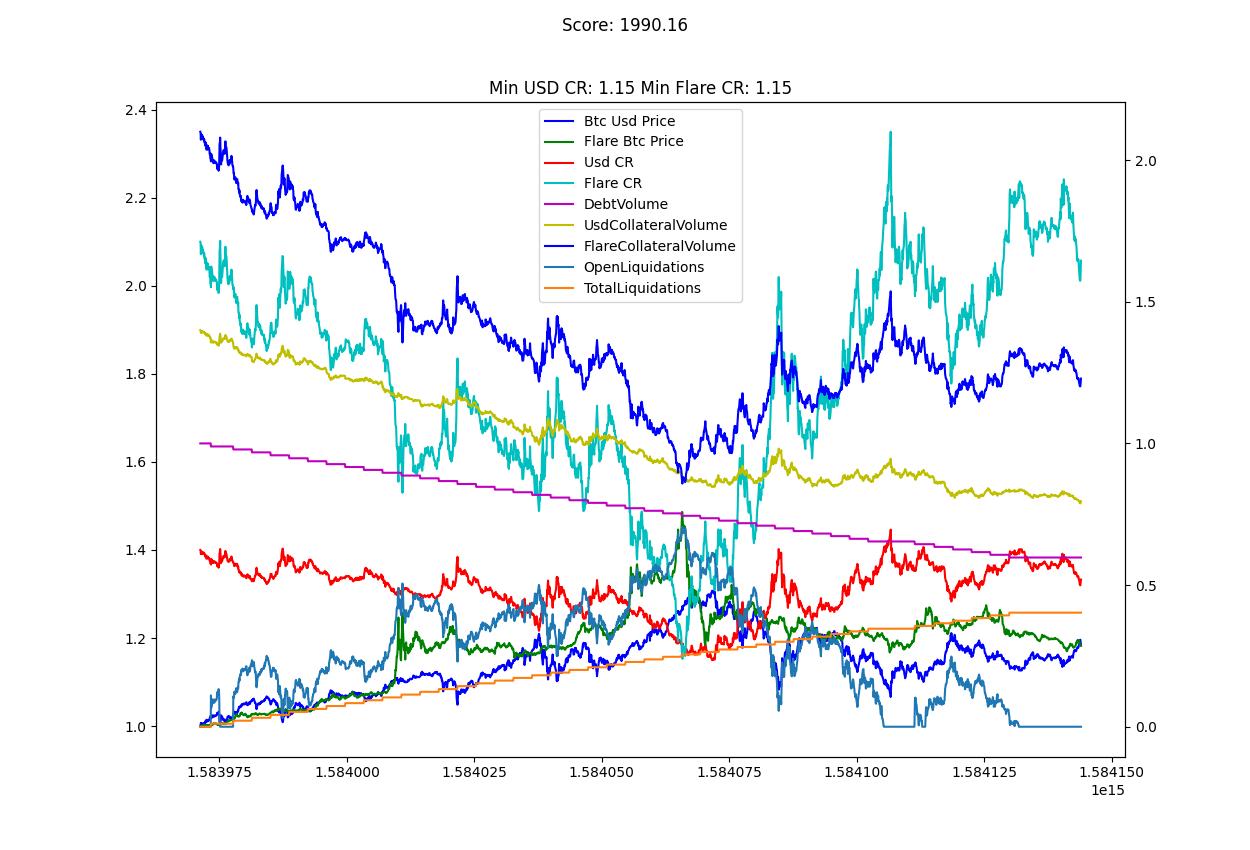 Score: 1990.16
Min USD CR: 1.15 Min Flare CR: 1.15
2.4
2.2
2.0
1.8
1.6
1.4
1.2
1.0
Btc Usd Price
Flare Btc Price
Usd CR
Flare CR
DebtVolume
UsdCollateralVolume
FlareCollateralVolume
OpenLiquidations
TotalLiquidations
2.0
1.5
1.0
0.5
0.0
1.583975 1.584000 1.584025 1.584050 1.584075 1.584100 1.584125 1.584150
1e15